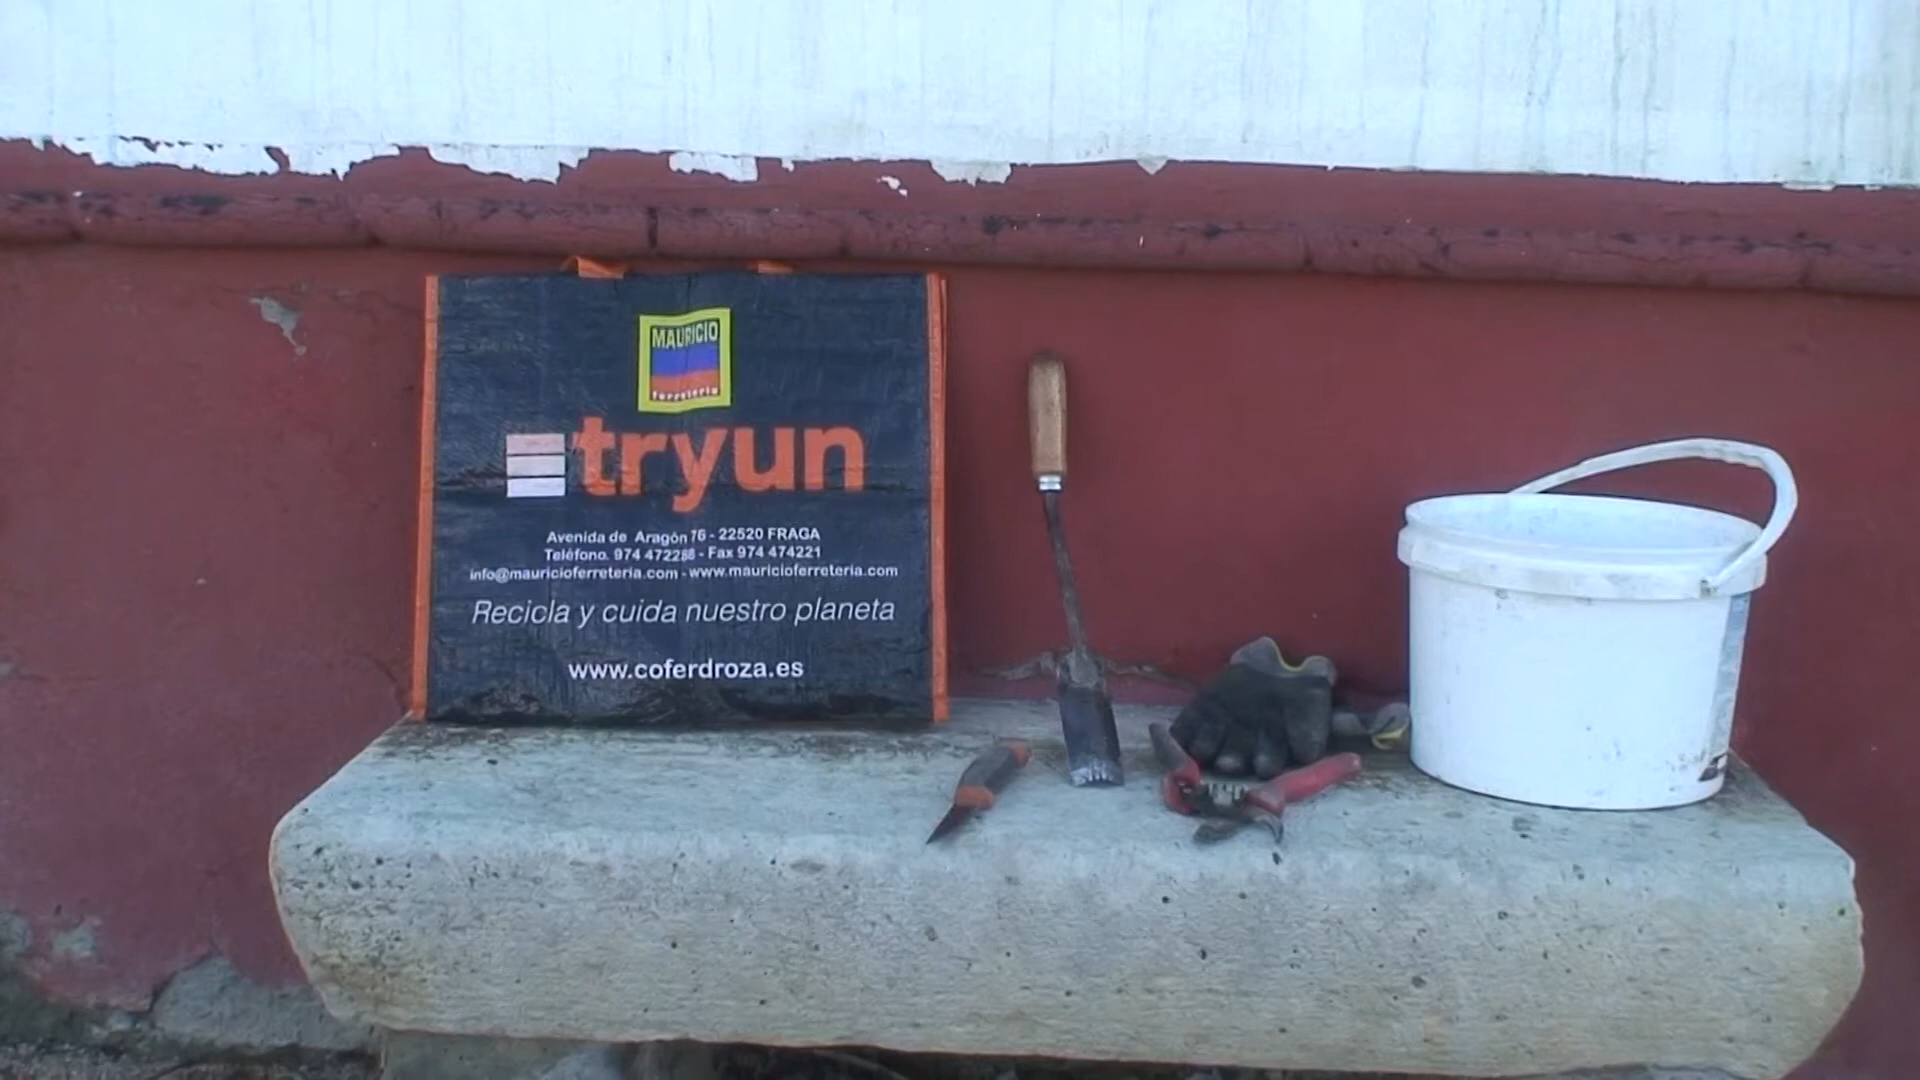 MAURICIO
ferretería
tryun
Avenida de Aragón 76 - 22520 FRAGA
Teléfono. 974 472288 - Fax 974 474221
info@mauricioferreteria.com - www.mauricioferreteria.com
Recicla y cuida nuestro planeta
www.coferdroza.es